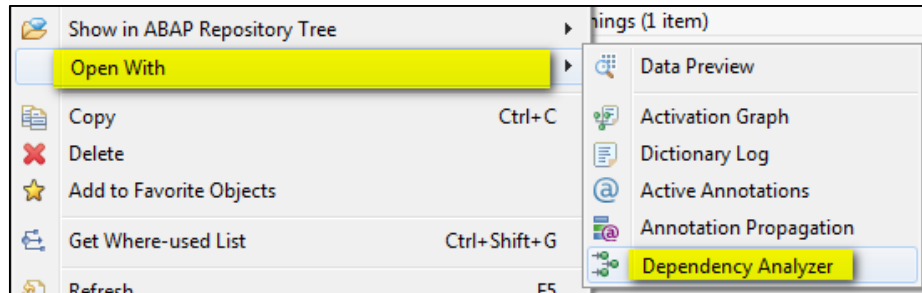 Show in ABAP Repository Tree
Open With
Copy Ctrl+C
Delete
Add to Favorite Objects
Get Where-used List Ctrl+Shift+G
Refresh F5
nings (1 item)
Data Preview
Activation Graph
Dictionary Log
Active Annotations
Annotation Propagation
Dependency Analyzer